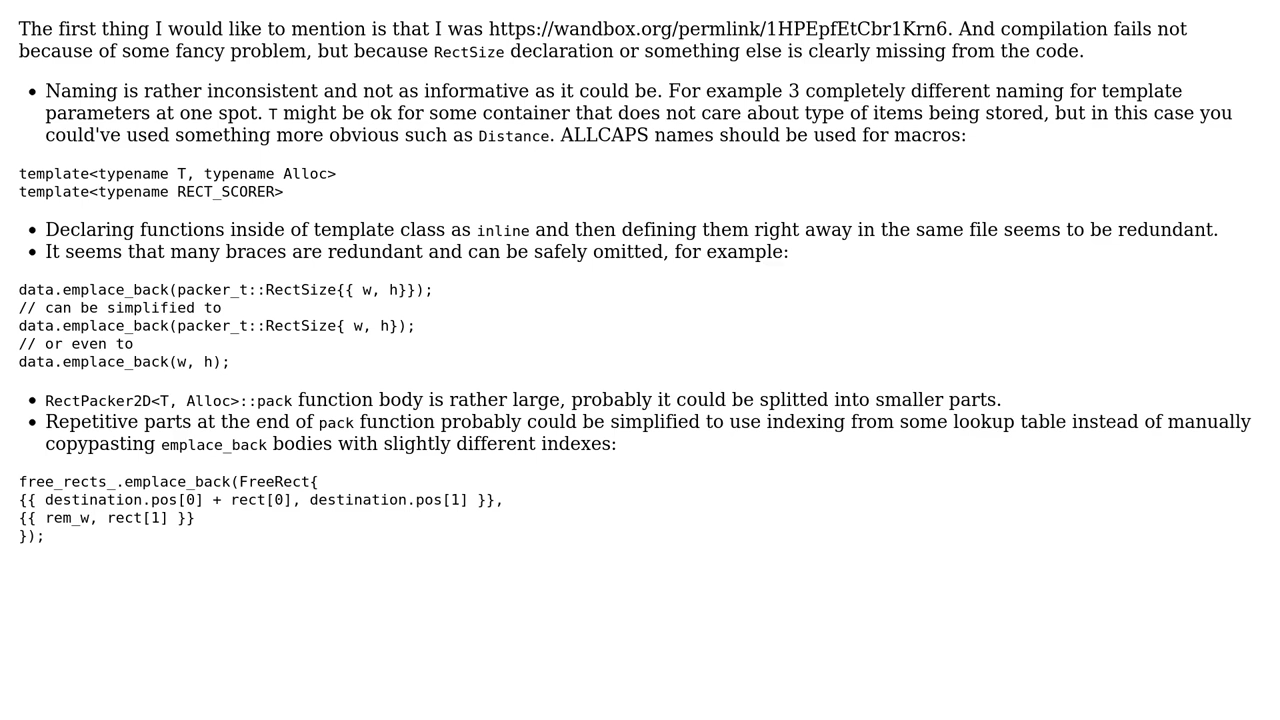 The first thing I would like to mention is that I was https://wandbox.org/permlink/1HPEpfEtCbr1Krn6. And compilation fails not
because of some fancy problem, but because RectSize declaration or something else is clearly missing from the code.
• Naming is rather inconsistent and not as informative as it could be. For example 3 completely different naming for template
parameters at one spot. T might be ok for some container that does not care about type of items being stored, but in this case you
could've used something more obvious such as Distance. ALLCAPS names should be used for macros:
template<typename T, typename Alloc>
template<typename RECT_SCORER>
• Declaring functions inside of template class as inline and then defining them right away in the same file seems to be redundant.
• It seems that many braces are redundant and can be safely omitted, for example:
data.emplace_back(packer_t::RectSize{{ w, h}});
// can be simplified to
data.emplace_back(packer_t::RectSize{ w, h});
// or even to
data.emplace_back(w, h);
• RectPacker2D<T, Alloc>::pack function body is rather large, probably it could be splitted into smaller parts.
• Repetitive parts at the end of pack function probably could be simplified to use indexing from some lookup table instead of manually
copypasting emplace_back bodies with slightly different indexes:
free_rects_.emplace_back(FreeRect{
{{ destination.pos[0] + rect[0], destination.pos[1] }},
{{ rem_w, rect[1] }}
});